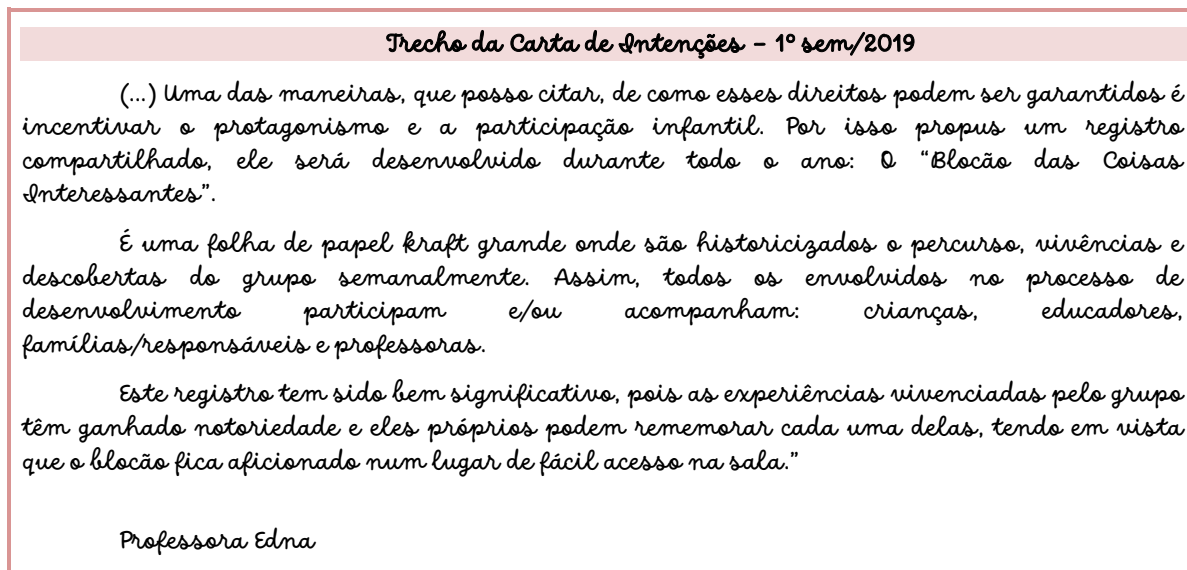 Trecho da Carta de Intenções – 1º sem/2019
(...) Uma das maneiras, que posso citar, de como esses direitos podem ser garantidos é
incentivar o protagonismo e a participação infantil. Por isso propus um registro
compartilhado, ele será desenvolvido durante todo o ano: O “Blocão das Coisas
Interessantes”.
É uma folha de papel kraft grande onde são historicizados o percurso, vivências e
descobertas do grupo semanalmente. Assim, todos os envolvidos no processo de
desenvolvimento participam e/ou acompanham: crianças, educadores,
famílias/responsáveis e professoras.
Este registro tem sido bem significativo, pois as experiências vivenciadas pelo grupo
têm ganhado notoriedade e eles próprios podem rememorar cada uma delas, tendo em vista
que o blocão fica aficionado num lugar de fácil acesso na sala.”
Professora Edna